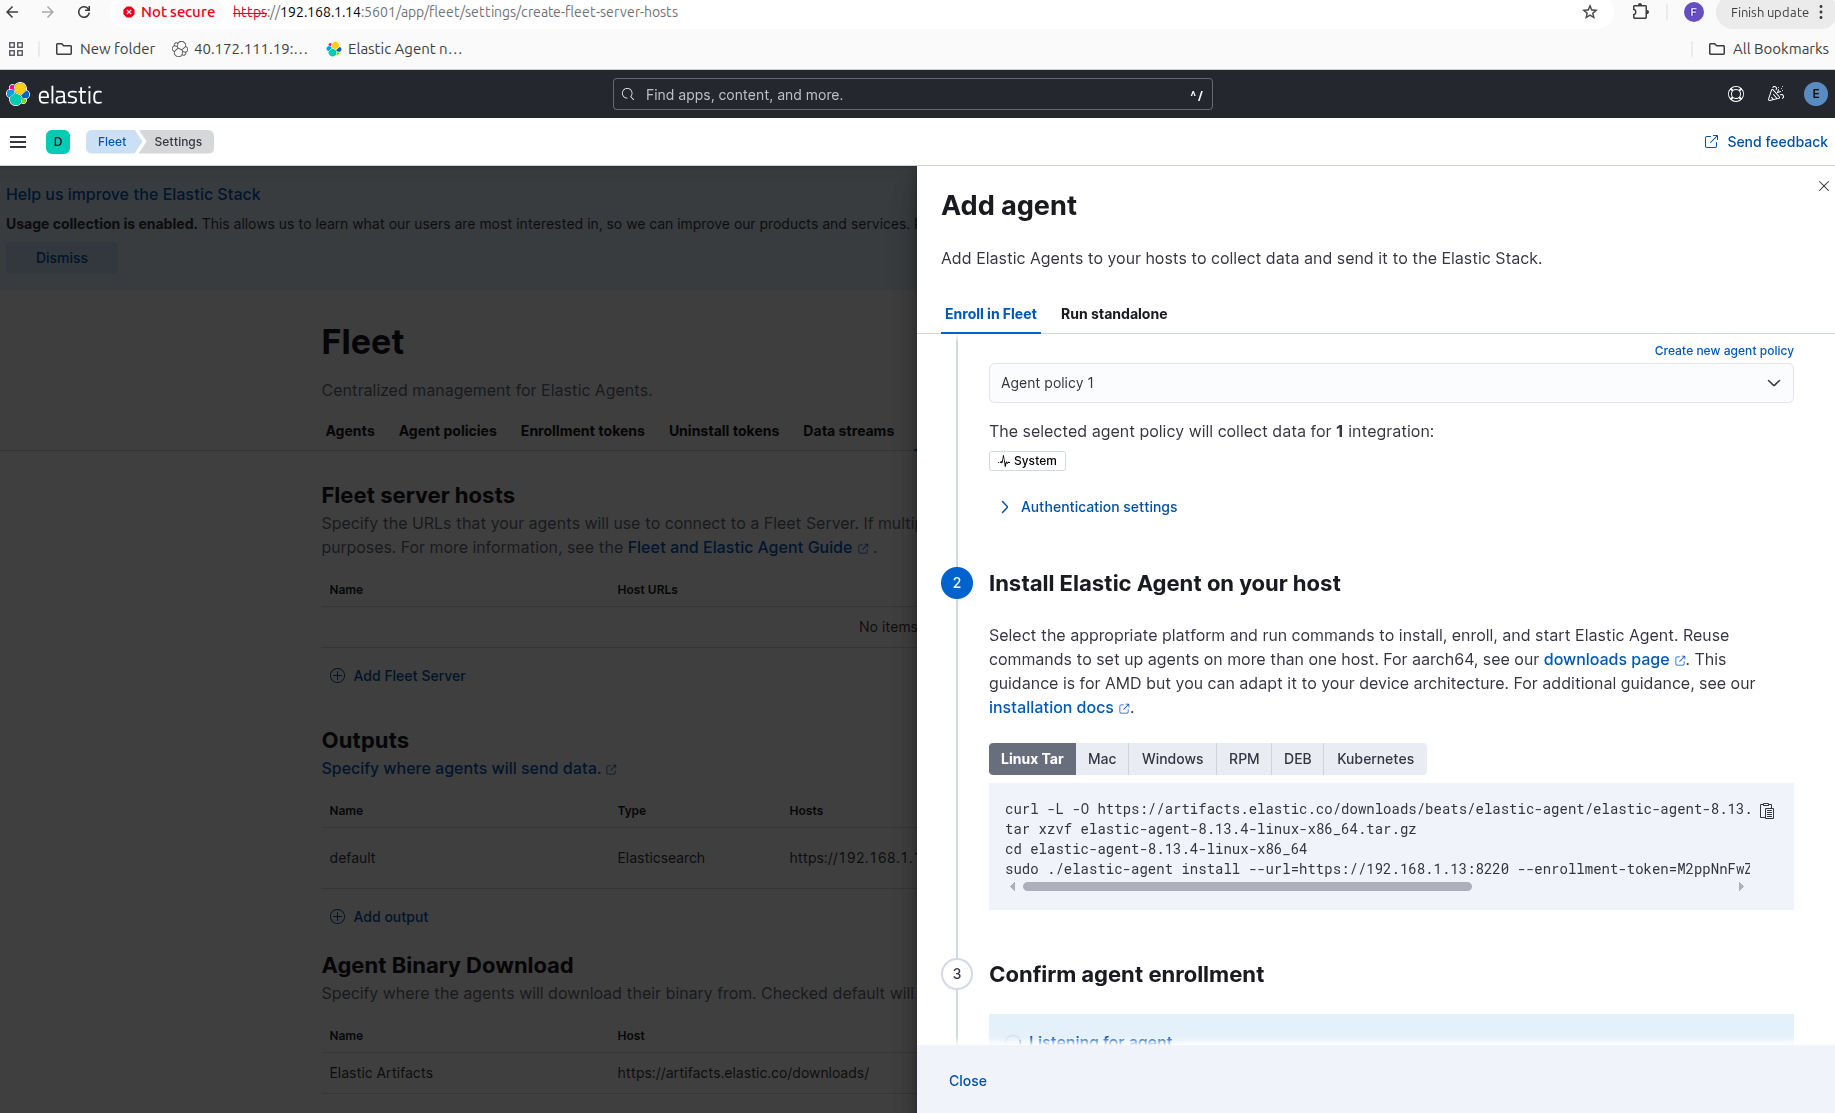 Not secure https://192.168.1.14:5601/app/fleet/settings/create-fleet-server-hosts F Finish update
New folder 40.172.111.19:... Elastic Agent n... All Bookmarks
elastic Find apps, content, and more. ^/ E
D Fleet Settings Send feedback
Help us improve the Elastic Stack
Usage collection is enabled. This allows us to learn what our users are most interested in, so we can improve our products and services.
Dismiss
Fleet
Centralized management for Elastic Agents.
Agents Agent policies Enrollment tokens Uninstall tokens Data streams
Fleet server hosts
Specify the URLs that your agents will use to connect to a Fleet Server. If multi
purposes. For more information, see the Fleet and Elastic Agent Guide .
Name Host URLs
No items
Add Fleet Server
Outputs
Specify where agents will send data.
Name Type Hosts
default Elasticsearch https://192.168.1.1
Add output
Agent Binary Download
Specify where the agents will download their binary from. Checked default will
Name Host
Elastic Artifacts https://artifacts.elastic.co/downloads/
Add agent
Add Elastic Agents to your hosts to collect data and send it to the Elastic Stack.
Enroll in Fleet Run standalone
Create new agent policy
Agent policy 1
The selected agent policy will collect data for 1 integration:
System
Authentication settings
2 Install Elastic Agent on your host
Select the appropriate platform and run commands to install, enroll, and start Elastic Agent. Reuse
commands to set up agents on more than one host. For aarch64, see our downloads page . This
guidance is for AMD but you can adapt it to your device architecture. For additional guidance, see our
installation docs .
Linux Tar Mac Windows RPM DEB Kubernetes
curl -L -O https://artifacts.elastic.co/downloads/beats/elastic-agent/elastic-agent-8.13.
tar xzvf elastic-agent-8.13.4-linux-x86_64.tar.gz
cd elastic-agent-8.13.4-linux-x86_64
sudo ./elastic-agent install --url=https://192.168.1.13:8220 --enrollment-token=M2ppNnFwZ
3 Confirm agent enrollment
Listening for agent
Close